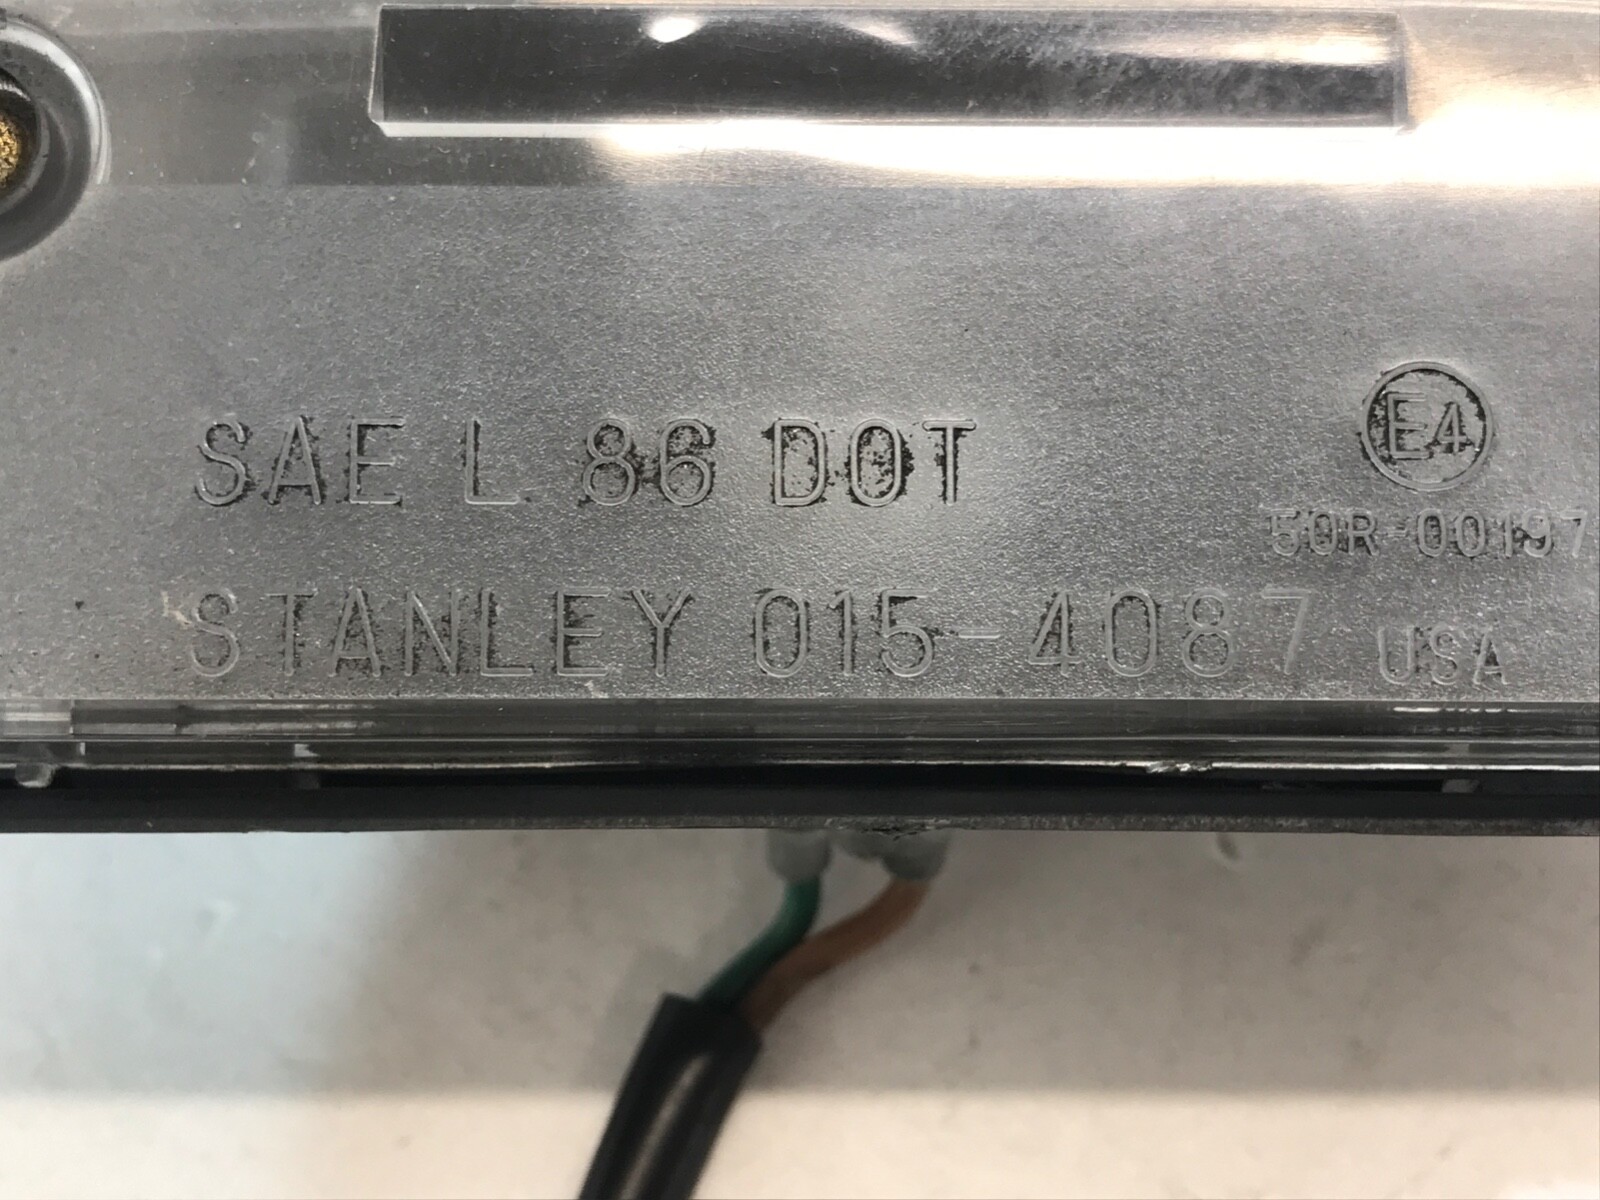 SAE L 86 DOT
E4
50R-00197
STANLEY 015-4087 USA